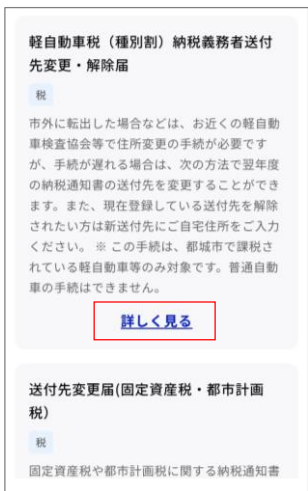 軽自動車税（種別割）納税義務者送付
先変更・解除届
税
市外に転出した場合などは、お近くの軽自動
車検査協会等で住所変更の手続が必要です
が、手続が遅れる場合は、次の方法で翌年度
の納税通知書の送付先を変更することができ
ます。また、現在登録している送付先を解除
されたい方は新送付先にご自宅住所をご入力
ください。 ※ この手続は、都城市で課税さ
れている軽自動車等のみ対象です。普通自動
車の手続はできません。
詳しく見る
送付先変更届(固定資産税・都市計画
税)
税
固定資産税や都市計画税に関する納税通知書